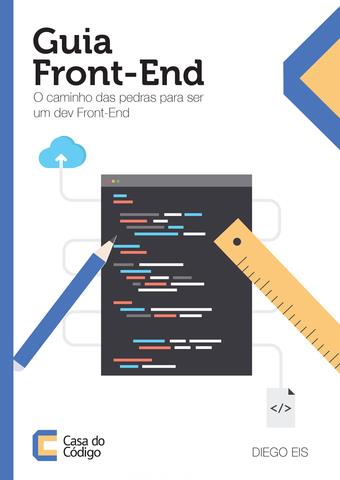 Guia
Front-End
O caminho das pedras para ser
um dev Front-End
</>
Casa do
Código
DIEGO EIS